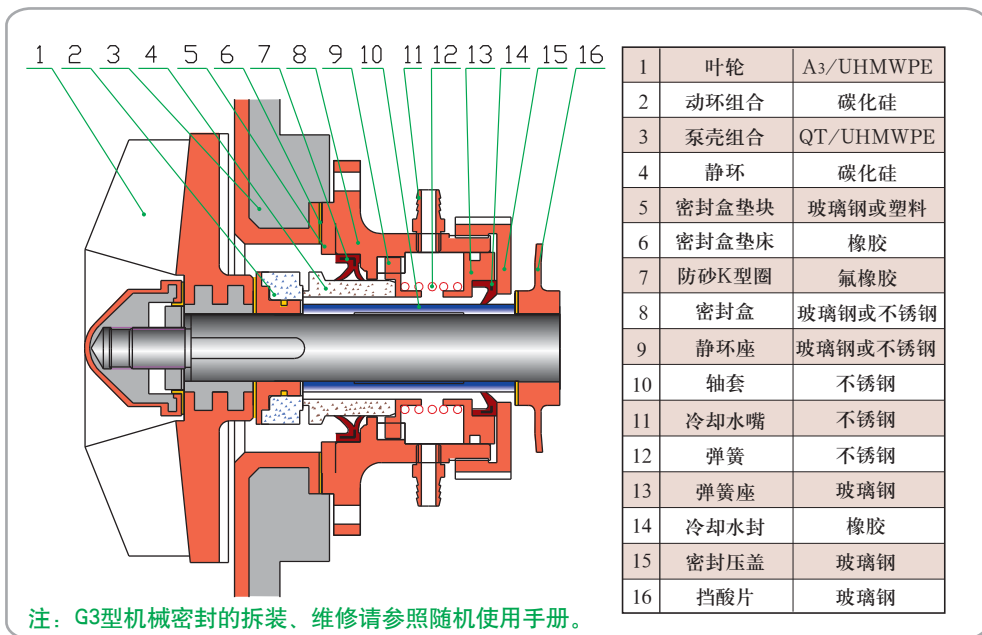 1 2 3 4 5 6 7 8 9 10 11 12 13 14 15 16
1 叶轮 A3/UHMWPE
2 动环组合 碳化硅
3 泵壳组合 QT/UHMWPE
4 静环 碳化硅
5 密封盒垫块 玻璃钢或塑料
6 密封盒垫床 橡胶
7 防砂K型圈 氟橡胶
8 密封盒 玻璃钢或不锈钢
9 静环座 玻璃钢或不锈钢
10 轴套 不锈钢
11 冷却水嘴 不锈钢
12 弹簧 不锈钢
13 弹簧座 玻璃钢
14 冷却水封 橡胶
15 密封压盖 玻璃钢
16 挡酸片 玻璃钢
注：G3型机械密封的拆装、维修请参照随机使用手册。